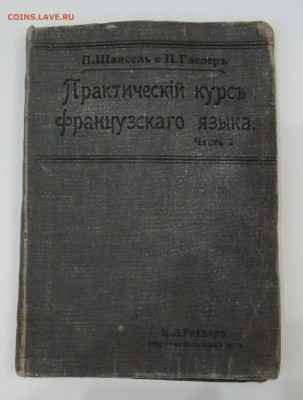 COINS.LAVE.RU
П. Шансель и П. Глезеръ
Практическій курсъ
французскаго языка.
Часть 2
К. Л. Риккеръ